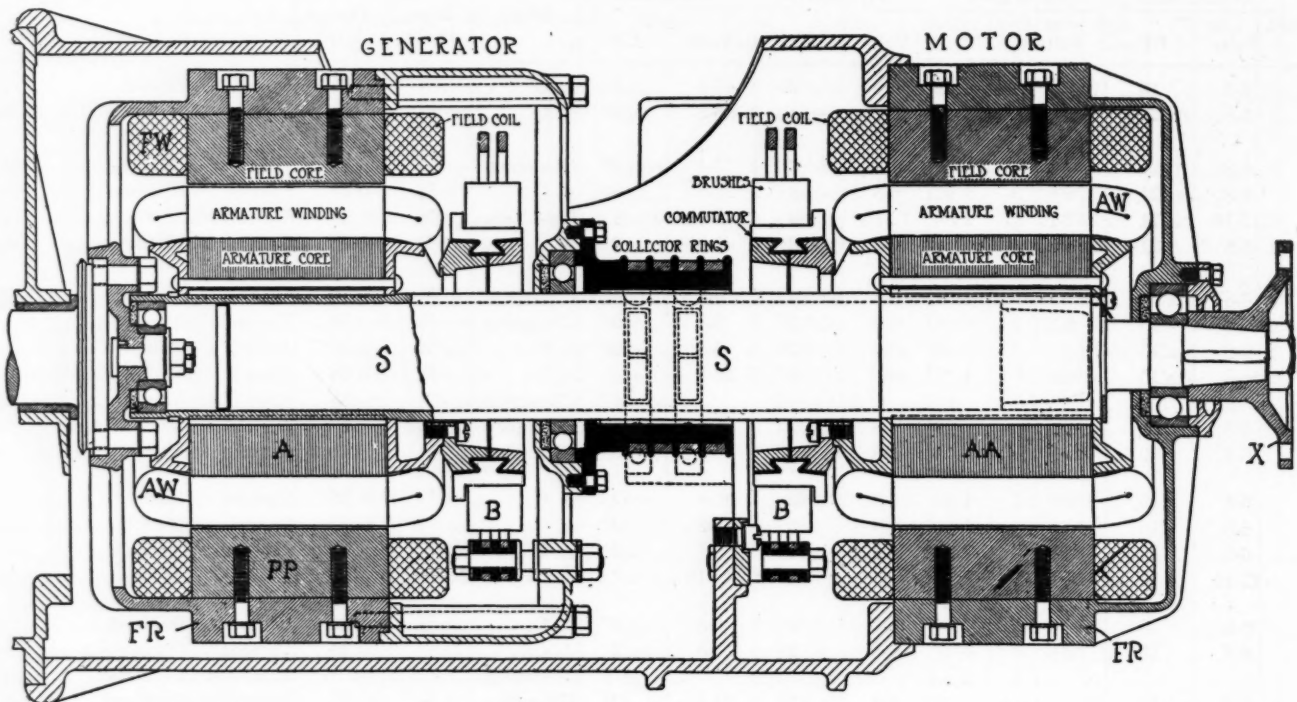 GENERATOR
MOTOR
FIELD COIL
FIELD COIL
FW
FIELD CORE
FIELD CORE
BRUSHES
ARMATURE WINDING
ARMATURE WINDING
AW
COMMUTATOR
ARMATURE CORE
COLLECTOR RINGS
ARMATURE CORE
S
S
A
AA
X
AW
B
B
PP
FR
FR